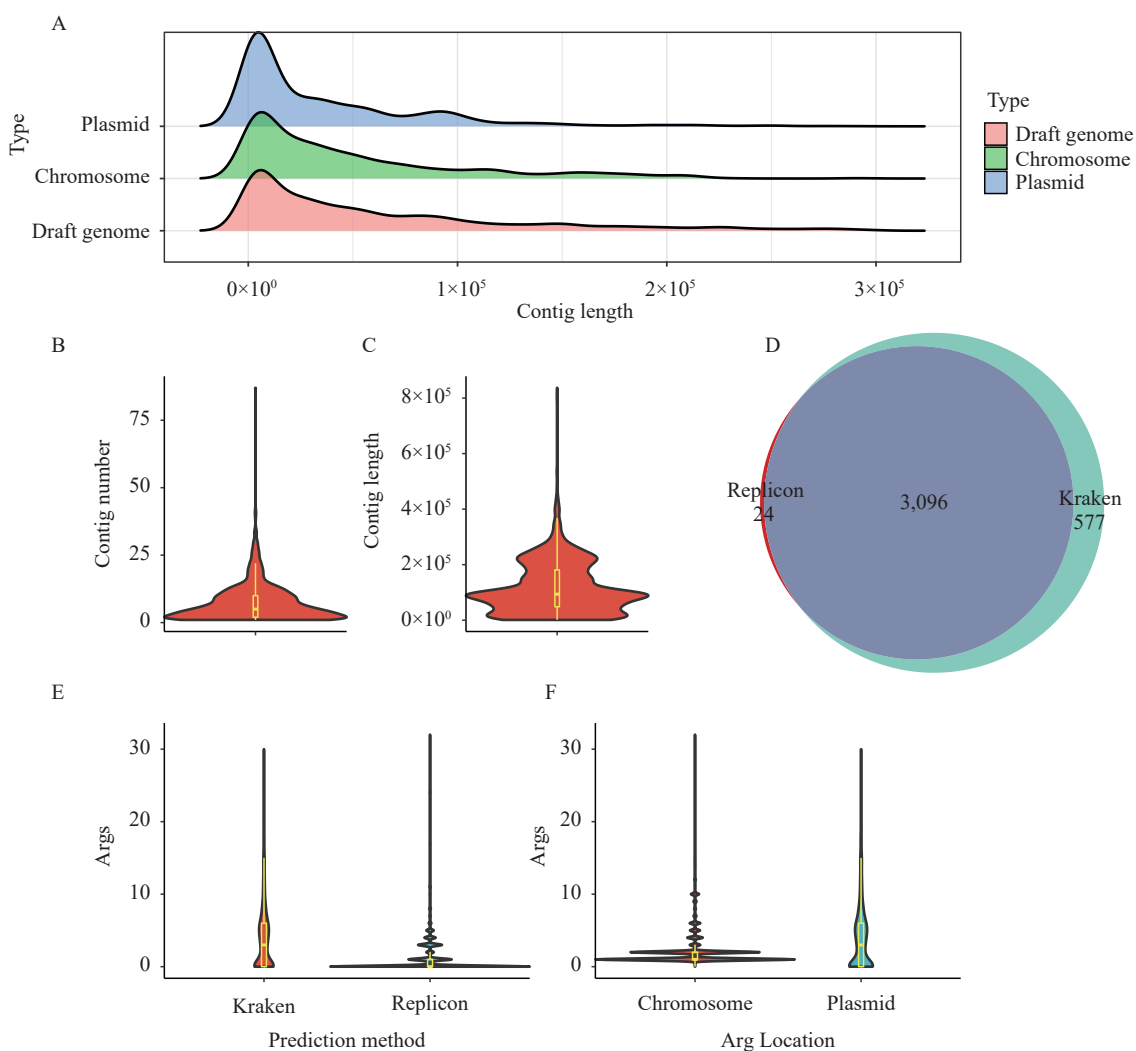 A
Type
Plasmid
Chromosome
Draft genome
0×10⁰
1×10⁵
2×10⁵
3×10⁵
Contig length
Type
Draft genome
Chromosome
Plasmid
B
Contig number
75
50
25
0
C
Contig length
8×10⁵
6×10⁵
4×10⁵
2×10⁵
0×10⁰
D
Replicon
24
3,096
Kraken
577
E
Args
30
20
10
0
Kraken
Replicon
Prediction method
F
Args
30
20
10
0
Chromosome
Plasmid
Arg Location